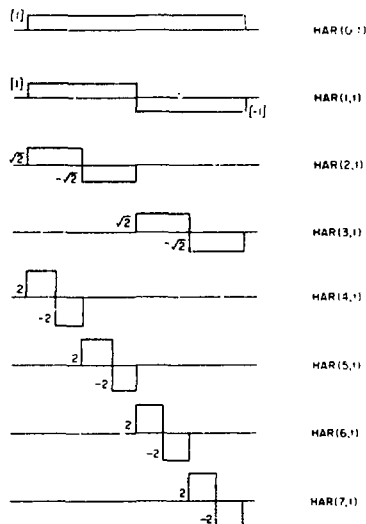 [1] HAR(0,t)
[1] [-1] HAR(1,t)
√2 -√2 HAR(2,t)
√2 -√2 HAR(3,t)
2 -2 HAR(4,t)
2 -2 HAR(5,t)
2 -2 HAR(6,t)
2 -2 HAR(7,t)